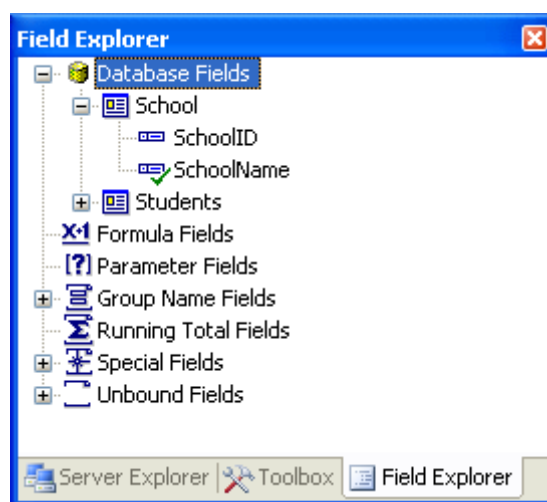 Field Explorer
Database Fields
School
SchoolID
SchoolName
Students
X+1 Formula Fields
[?] Parameter Fields
Group Name Fields
Σ Running Total Fields
Special Fields
Unbound Fields
Server Explorer Toolbox Field Explorer